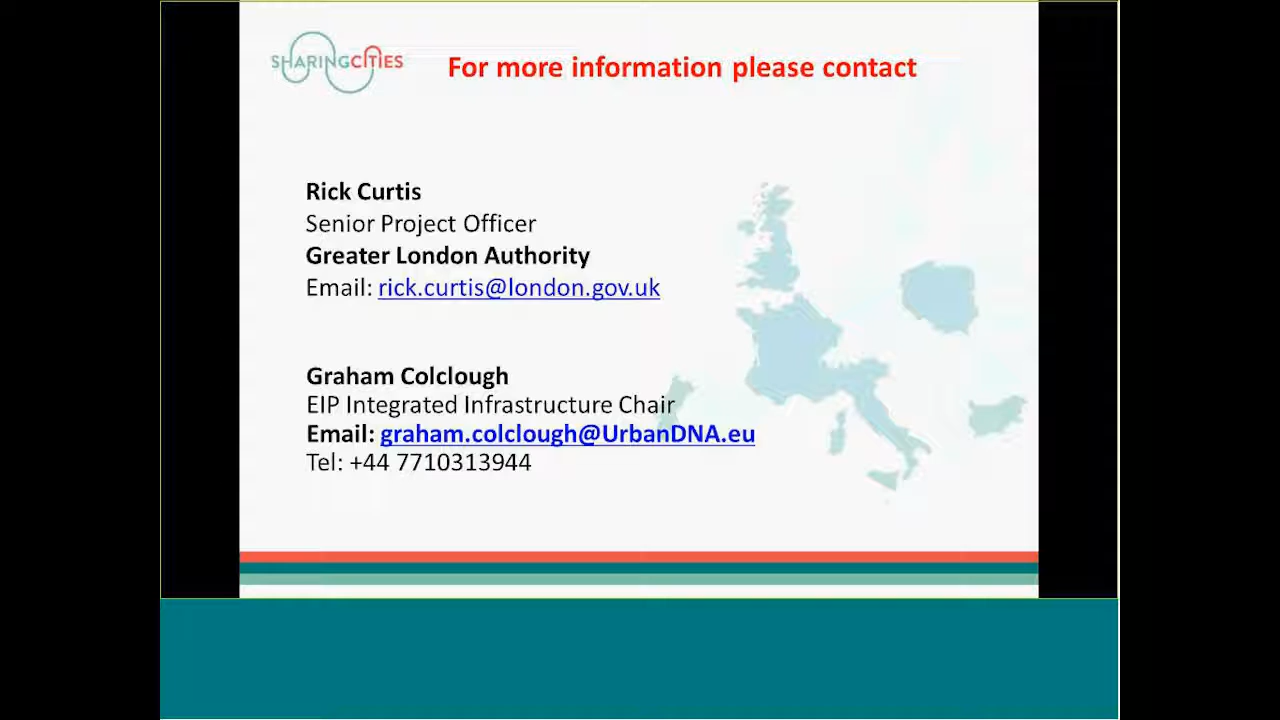 SHARINGCITIES
For more information please contact
Rick Curtis
Senior Project Officer
Greater London Authority
Email: rick.curtis@london.gov.uk
Graham Colclough
EIP Integrated Infrastructure Chair
Email: graham.colclough@UrbanDNA.eu
Tel: +44 7710313944